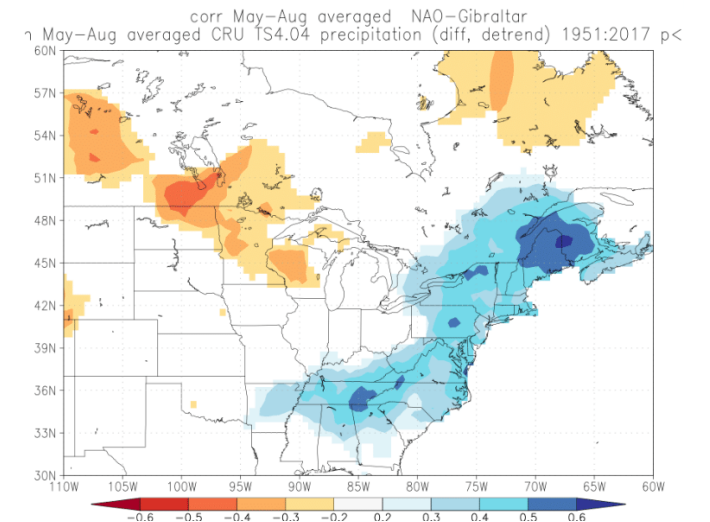 corr May-Aug averaged NAO-Gibraltar
May-Aug averaged CRU TS4.04 precipitation (diff, detrend) 1951:2017 p<
60N
57N
54N
51N
48N
45N
42N
39N
36N
33N
30N
110W 105W 100W 95W 90W 85W 80W 75W 70W 65W 60W
-0.6 -0.5 -0.4 -0.3 -0.2 0.2 0.3 0.4 0.5 0.6